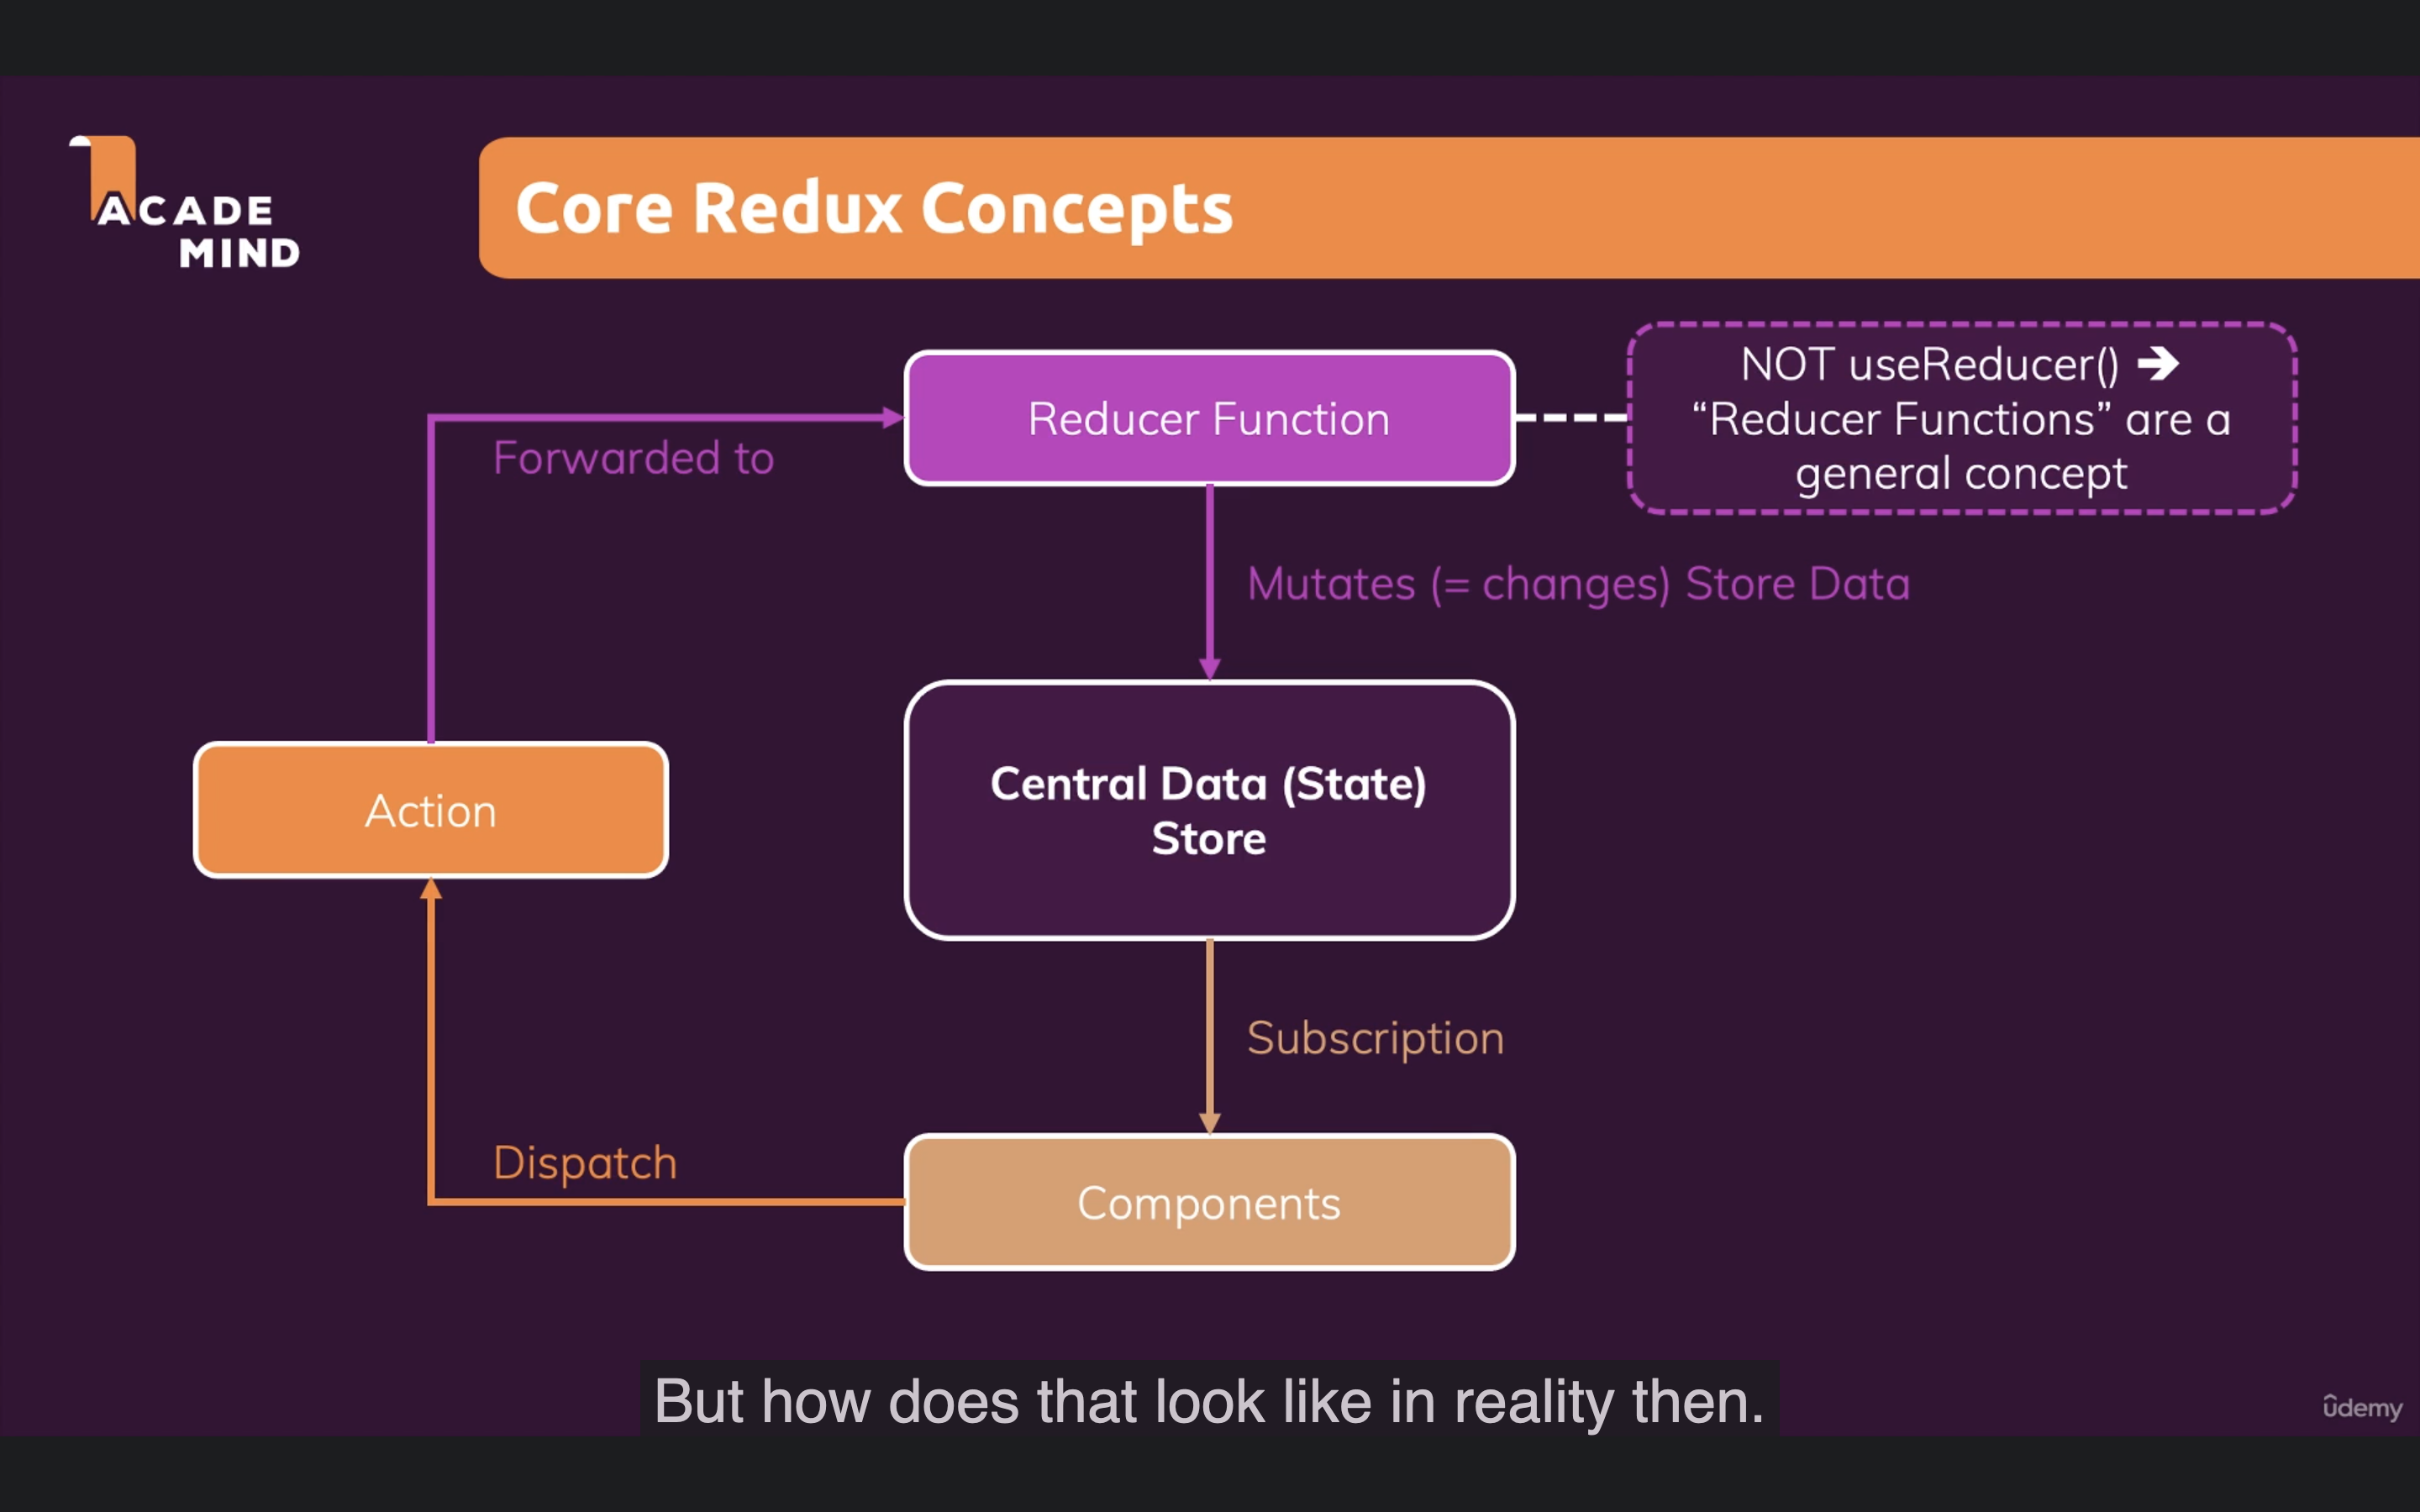 ACADE
MIND
Core Redux Concepts
Reducer Function
NOT useReducer() ➔
“Reducer Functions” are a
general concept
Forwarded to
Mutates (= changes) Store Data
Action
Central Data (State)
Store
Subscription
Dispatch
Components
But how does that look like in reality then.
udemy